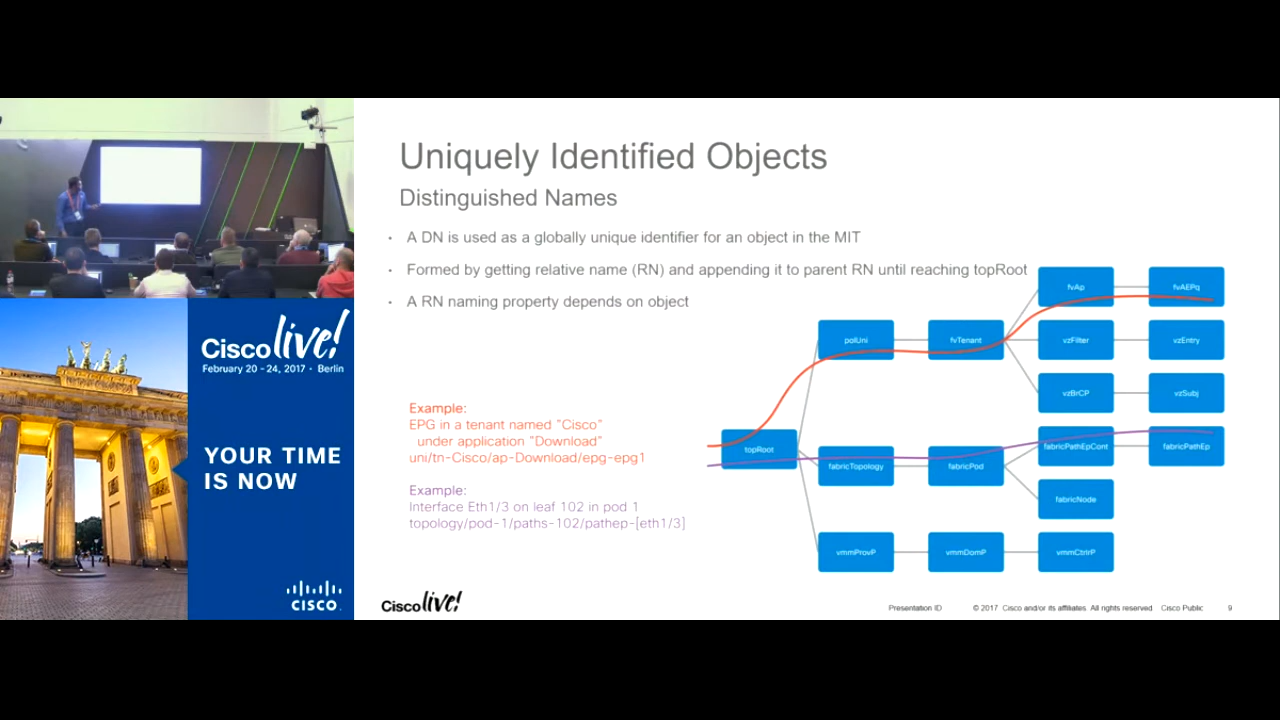 Uniquely Identified Objects
Distinguished Names
• A DN is used as a globally unique identifier for an object in the MIT
• Formed by getting relative name (RN) and appending it to parent RN until reaching topRoot
• A RN naming property depends on object
fvAp
fvAEPg
polUni
fvTenant
vzFilter
vzEntry
vzBrCP
vzSubj
topRoot
fabricTopology
fabricPod
fabricPathEpCont
fabricPathEp
fabricNode
vmmProvP
vmmDomP
vmmCtrlrP
Example:
EPG in a tenant named "Cisco"
under application "Download"
uni/tn-Cisco/ap-Download/epg-epg1
Example:
Interface Eth1/3 on leaf 102 in pod 1
topology/pod-1/paths-102/pathep-[eth1/3]
Cisco live!
February 20 - 24, 2017 • Berlin
YOUR TIME
IS NOW
CISCO.
Cisco live!
Presentation ID
© 2017 Cisco and/or its affiliates. All rights reserved. Cisco Public
9